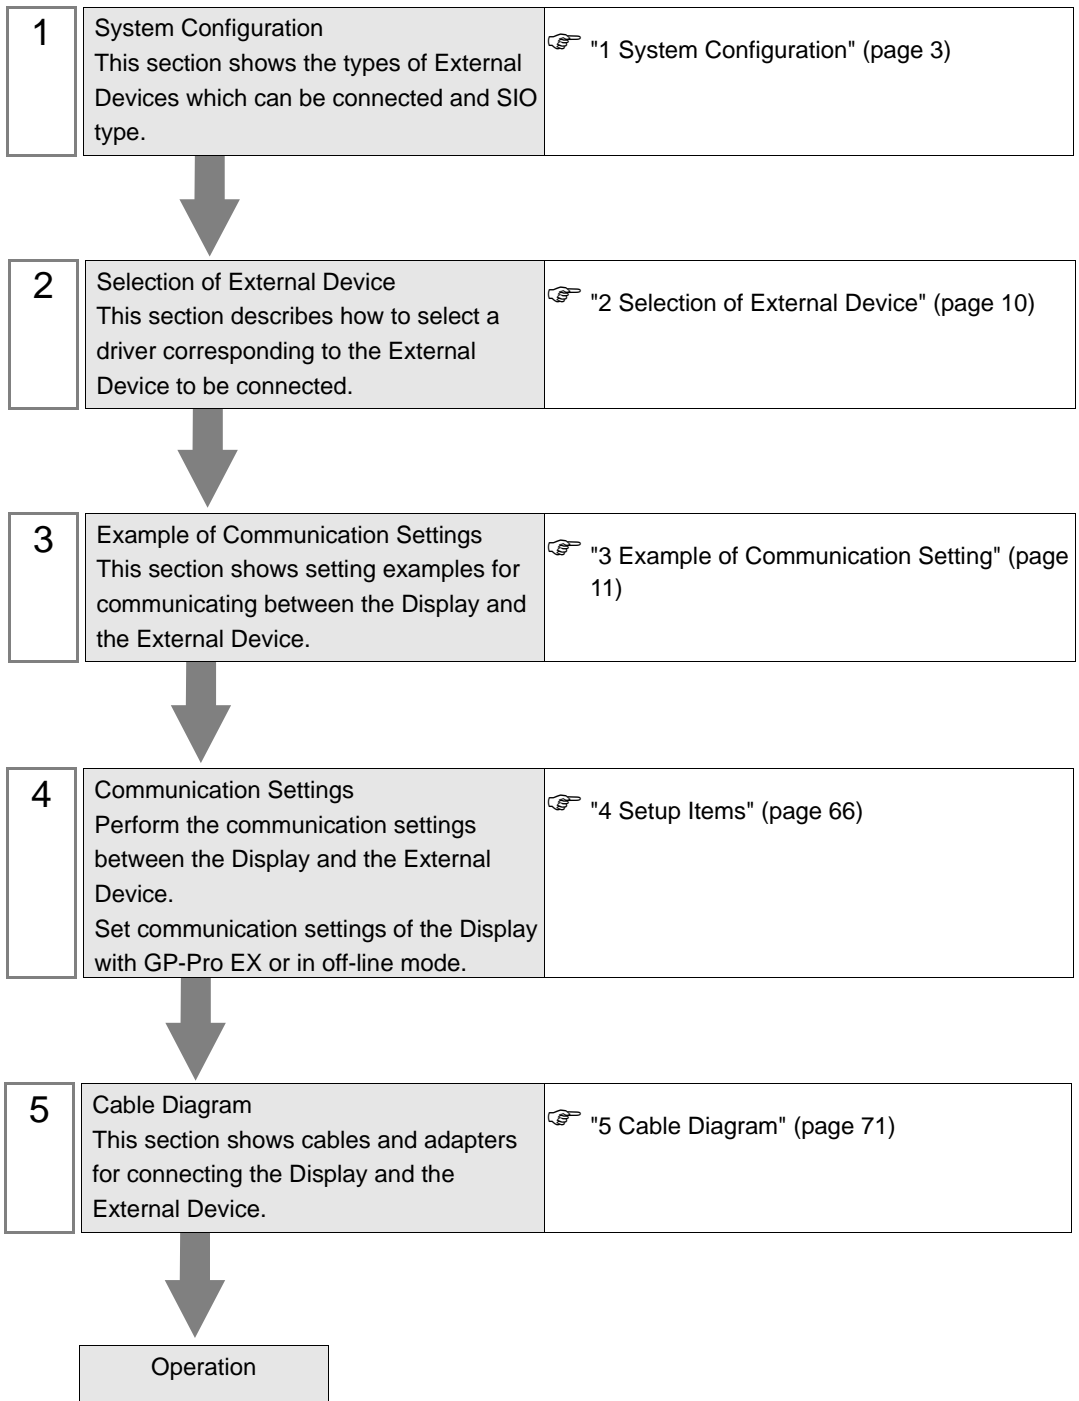 1
System Configuration
This section shows the types of External
Devices which can be connected and SIO
type.
"1 System Configuration" (page 3)
2
Selection of External Device
This section describes how to select a
driver corresponding to the External
Device to be connected.
"2 Selection of External Device" (page 10)
3
Example of Communication Settings
This section shows setting examples for
communicating between the Display and
the External Device.
"3 Example of Communication Setting" (page
11)
4
Communication Settings
Perform the communication settings
between the Display and the External
Device.
Set communication settings of the Display
with GP-Pro EX or in off-line mode.
"4 Setup Items" (page 66)
5
Cable Diagram
This section shows cables and adapters
for connecting the Display and the
External Device.
"5 Cable Diagram" (page 71)
Operation